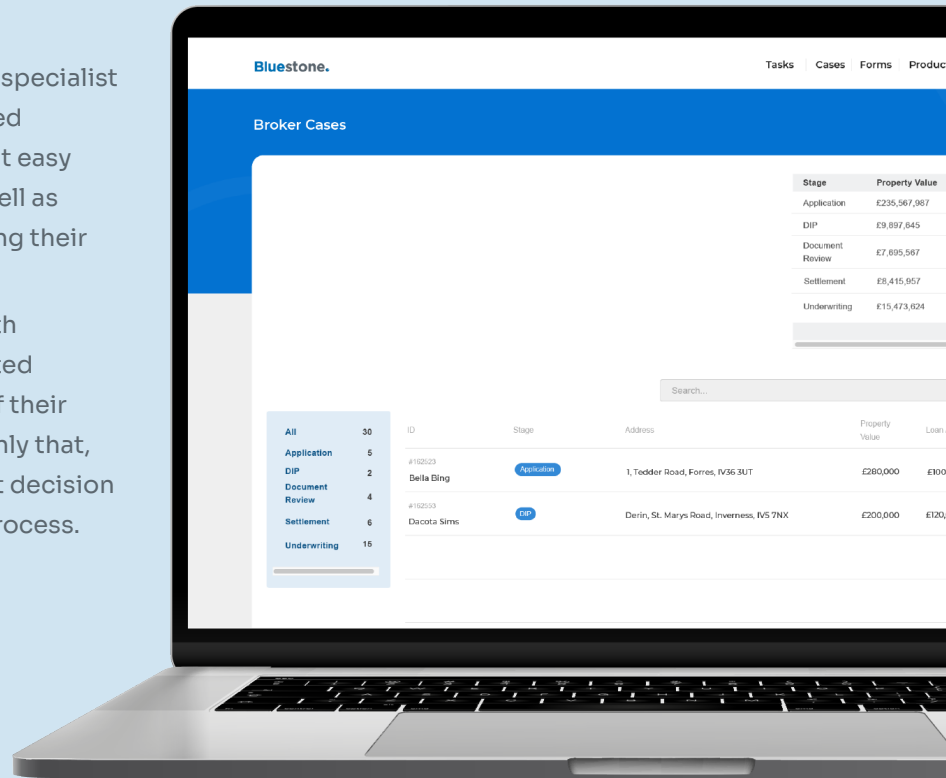 specialist
ed
t easy
ell as
ng their
th
ted
f their
nly that,
t decision
rocess.
Bluestone.
Tasks Cases Forms Produc
Broker Cases
Stage Property Value
Application £235,567,987
DIP £9,897,645
Document
Review £7,695,567
Settlement £8,415,957
Underwriting £15,473,624
Search...
All 30
Application 5
DIP 2
Document
Review 4
Settlement 6
Underwriting 15
ID Stage Address Property
Value Loan
#162523
Bella Bing Application 1, Tedder Road, Forres, IV36 3UT £280,000 £100
#162553
Dacota Sims DIP Derin, St. Marys Road, Inverness, IV5 7NX £200,000 £120,